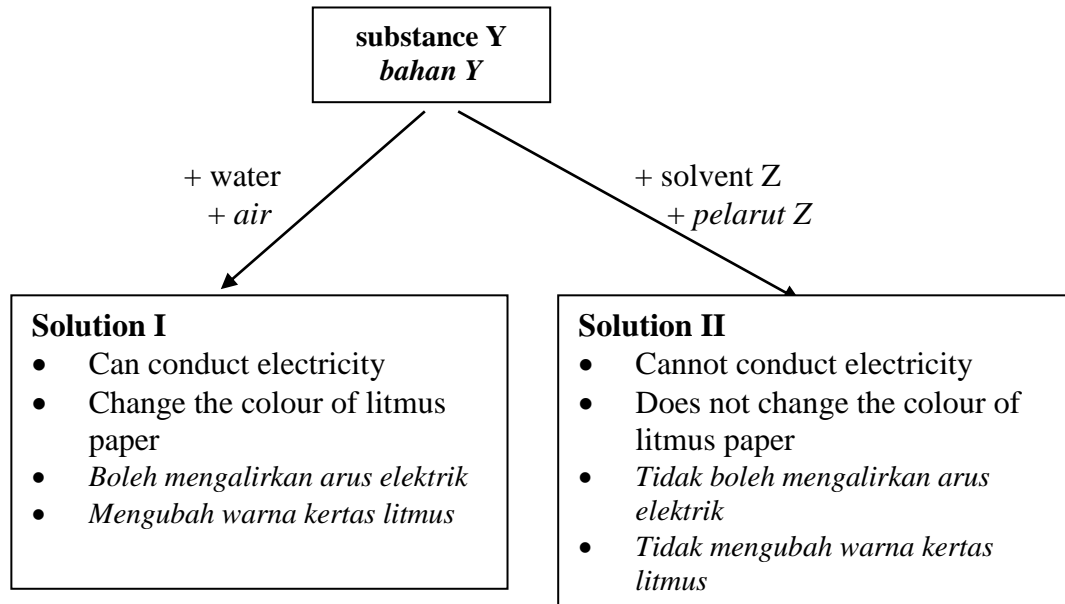 substance Y
bahan Y
+ water
+ air
+ solvent Z
+ pelarut Z
Solution I
• Can conduct electricity
• Change the colour of litmus
paper
• Boleh mengalirkan arus elektrik
• Mengubah warna kertas litmus
Solution II
• Cannot conduct electricity
• Does not change the colour of
litmus paper
• Tidak boleh mengalirkan arus
elektrik
• Tidak mengubah warna kertas
litmus